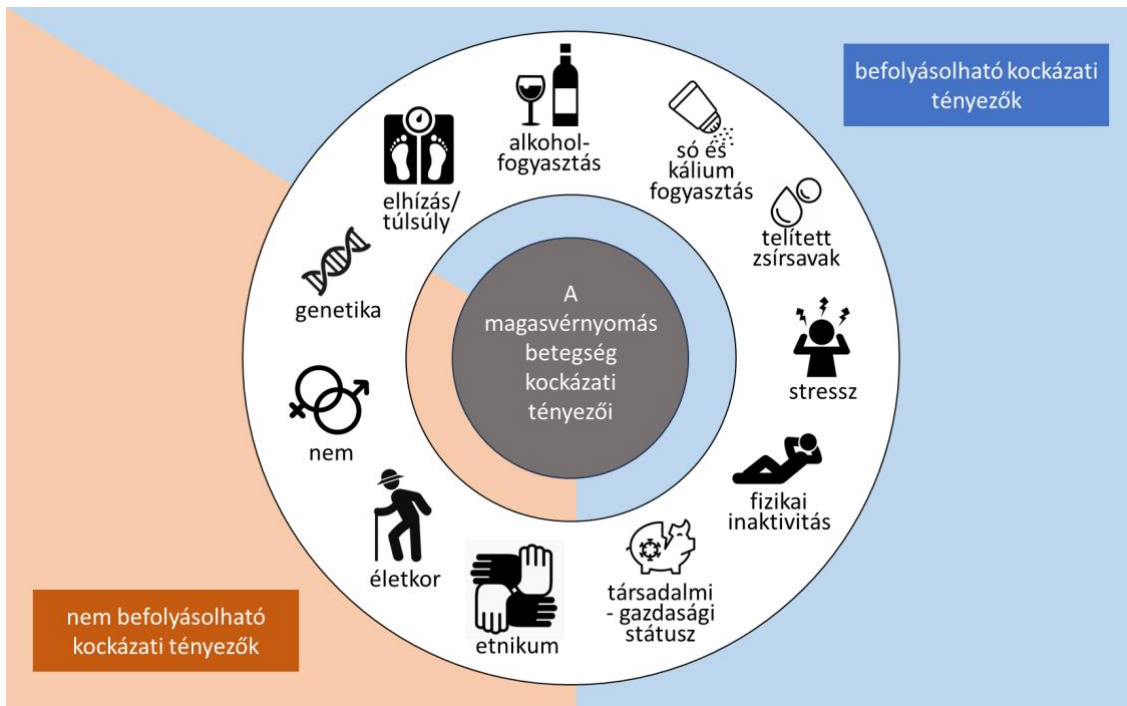 befolyásolható kockázati
tényezők
alkohol-
fogyasztás
só és
kálium
fogyasztás
elhízás/
túlsúly
telített
zsírsavak
genetika
A
magasvérnyomás
betegség
kockázati
tényezői
stressz
nem
fizikai
inaktivitás
életkor
társadalmi
- gazdasági
státusz
etnikum
nem befolyásolható
kockázati tényezők